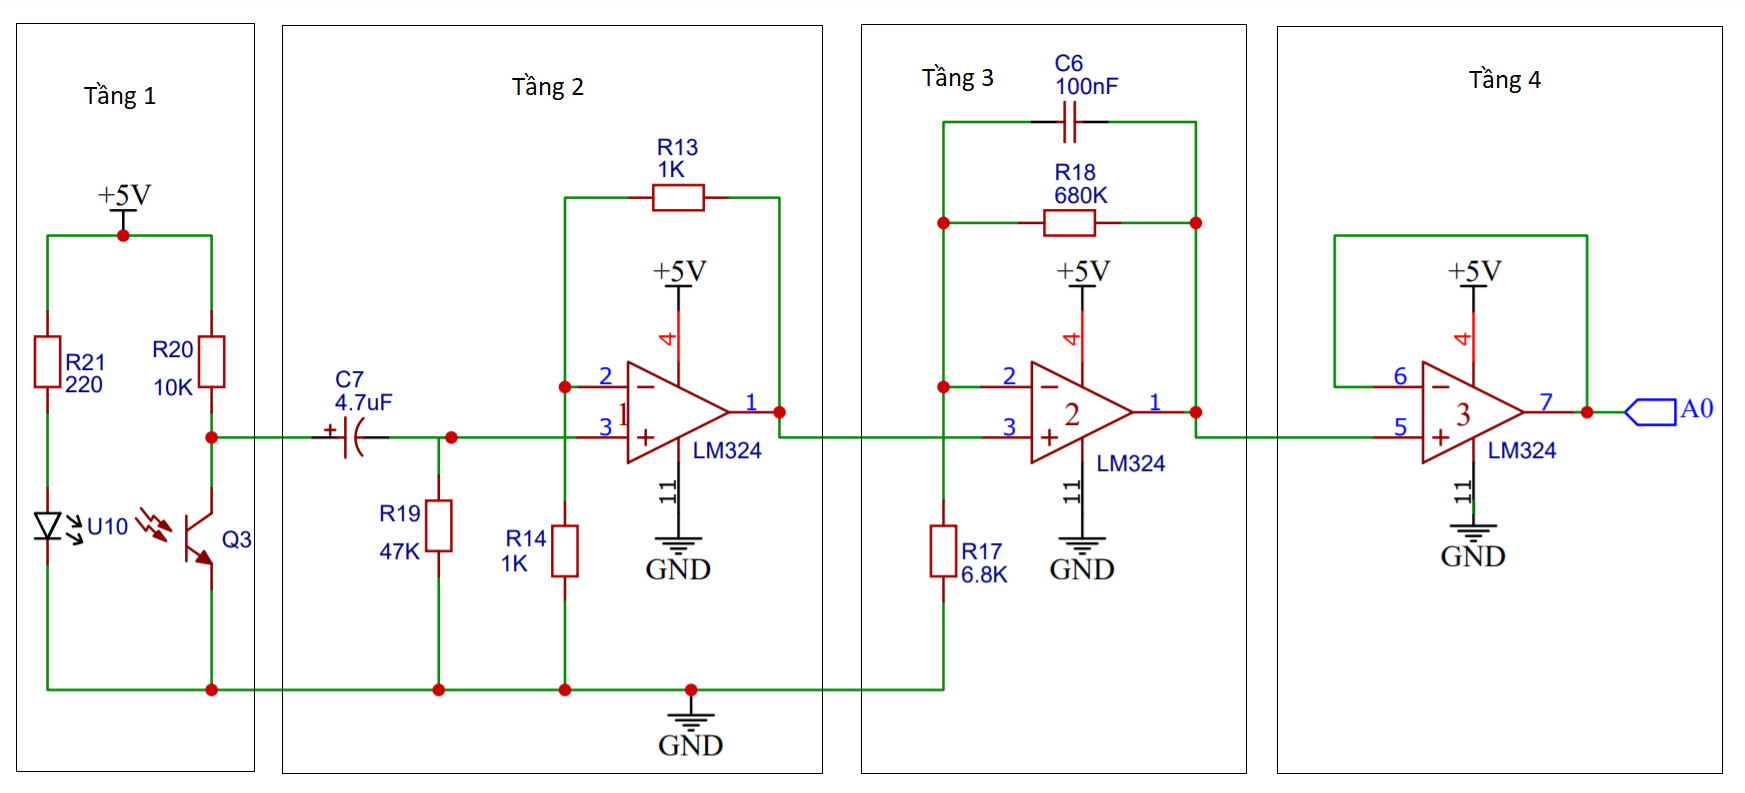 Tầng 1
+5V
R21
220
R20
10K
U10
Q3
Tầng 2
C7
4.7uF
+
R19
47K
R13
1K
R14
1K
+5V
4
2
3
1
1
LM324
11
GND
GND
Tầng 3
C6
100nF
R18
680K
+5V
4
2
3
2
1
LM324
11
GND
R17
6.8K
Tầng 4
+5V
4
6
5
3
7
LM324
11
GND
A0